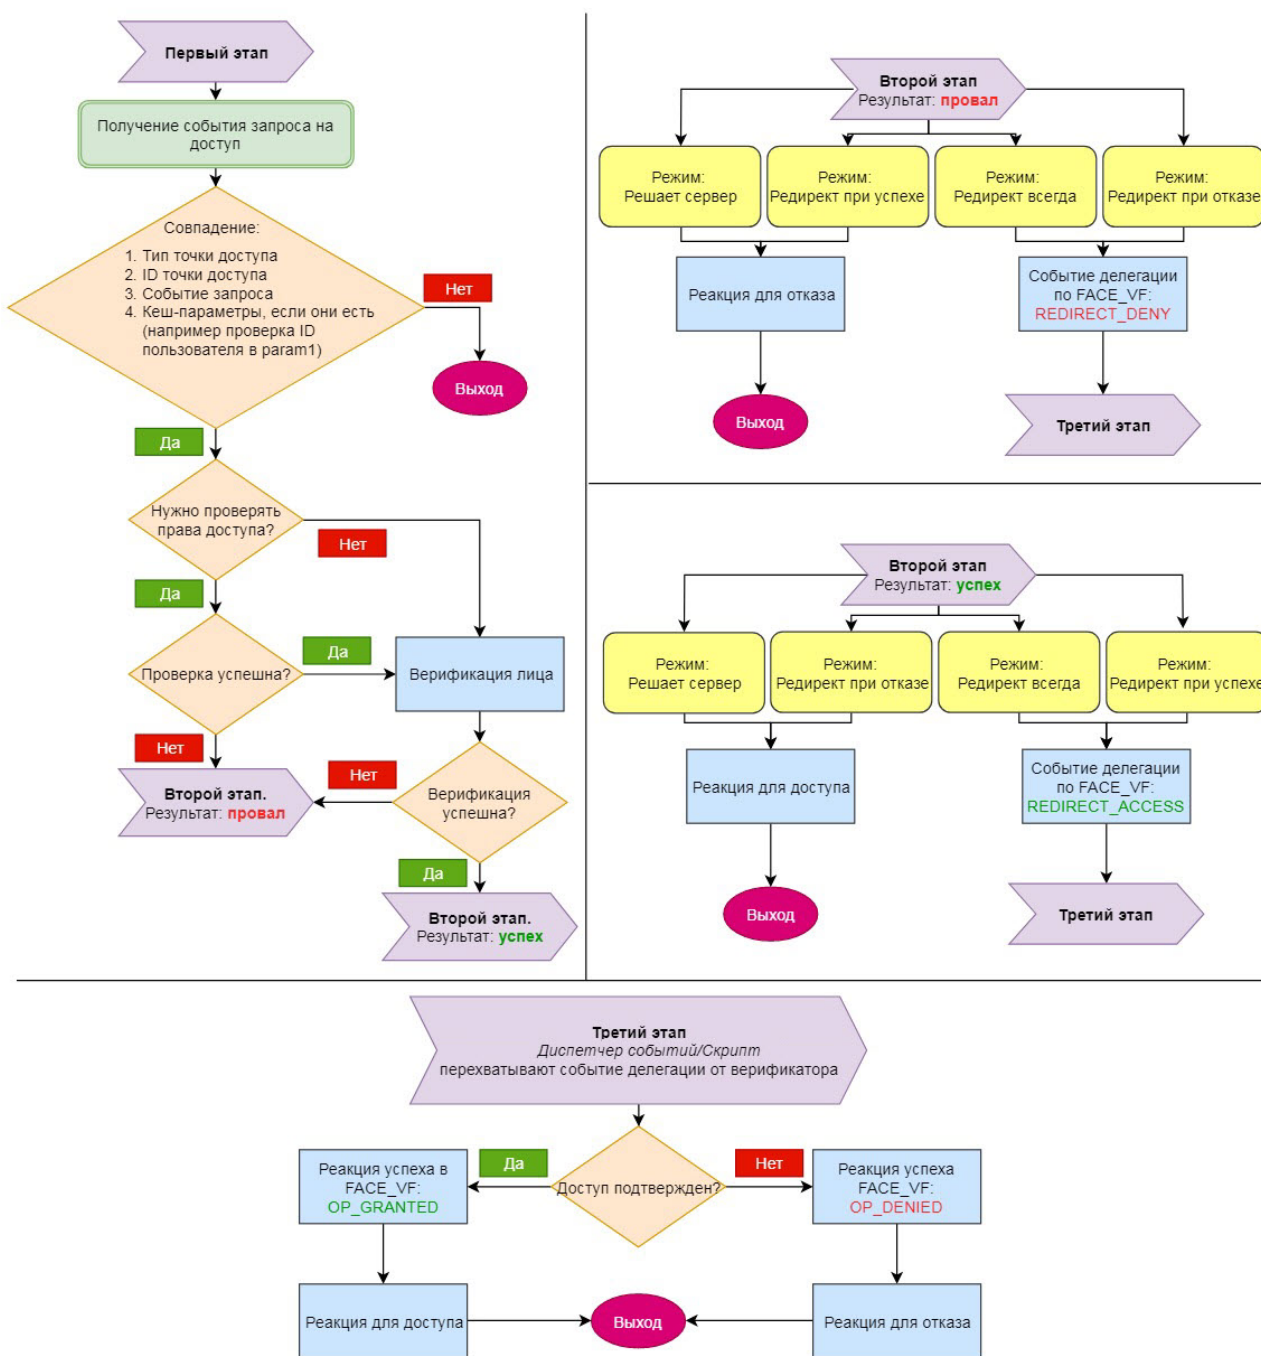 Первый этап
Получение события запроса на
доступ
Совпадение:
1. Тип точки доступа
2. ID точки доступа
3. Событие запроса
4. Кеш-параметры, если они есть
(например проверка ID
пользователя в param1)
Нет
Выход
Да
Нужно проверять
права доступа?
Нет
Да
Проверка успешна?
Да
Верификация лица
Нет
Второй этап.
Результат: провал
Нет
Верификация
успешна?
Да
Второй этап.
Результат: успех
Второй этап
Результат: провал
Режим:
Решает сервер
Режим:
Редирект при успехе
Режим:
Редирект всегда
Режим:
Редирект при отказе
Реакция для отказа
Событие делегации
по FACE_VF:
REDIRECT_DENY
Выход
Третий этап
Второй этап
Результат: успех
Режим:
Решает сервер
Режим:
Редирект при отказе
Режим:
Редирект всегда
Режим:
Редирект при успехе
Реакция для доступа
Событие делегации
по FACE_VF:
REDIRECT_ACCESS
Выход
Третий этап
Третий этап
Диспетчер событий/Скрипт
перехватывают событие делегации от верификатора
Реакция успеха в
FACE_VF:
OP_GRANTED
Да
Доступ подтвержден?
Нет
Реакция успеха
FACE_VF:
OP_DENIED
Реакция для доступа
Выход
Реакция для отказа